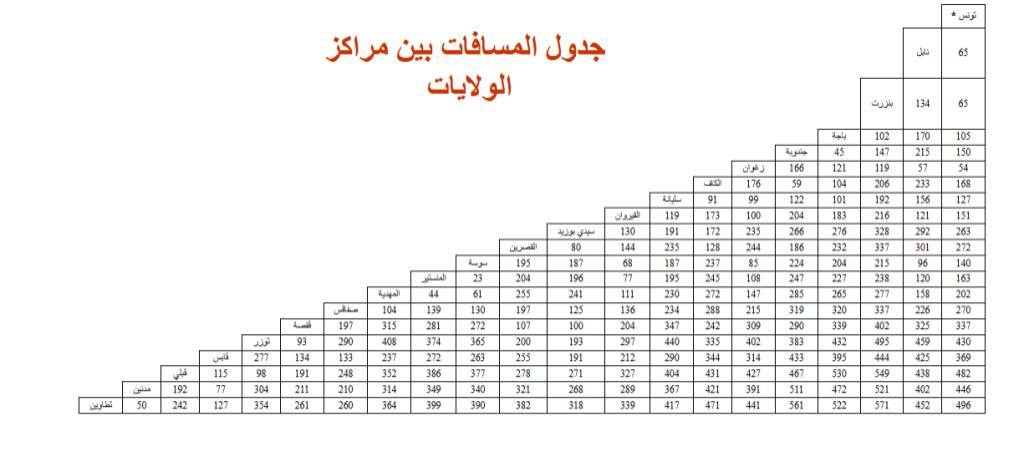 جدول المسافات بين مراكز
الولايات
تونس *
65 نابل
65 134 بنزرت
105 170 102 باجة
150 215 147 45 جندوبة
54 57 119 121 166 زغوان
168 233 206 104 59 176 الكاف
127 156 192 101 122 99 91 سليانة
151 121 216 183 204 100 173 119 القيروان
263 292 328 276 266 235 172 191 130 سيدي بوزيد
272 301 337 232 186 244 128 235 144 80 القصرين
140 96 215 204 224 85 237 187 68 187 195 سوسة
163 120 238 227 247 108 245 195 77 196 204 23 المنستير
202 158 277 265 285 147 272 230 111 241 255 61 44 المهدية
270 226 337 320 319 215 288 234 136 125 197 130 139 104 صفاقس
337 325 402 339 290 309 242 347 204 100 107 272 281 315 197 قفصة
430 459 495 432 383 402 335 440 297 193 200 365 374 408 290 93 توزر
369 425 444 395 433 314 344 290 212 191 255 263 272 237 133 134 277 قابس
482 438 549 530 467 427 431 404 327 271 278 377 386 352 248 191 98 115 قبلي
446 402 521 472 511 391 421 367 289 268 321 340 349 314 210 211 304 77 192 مدنين
496 452 571 522 561 441 471 417 339 318 382 390 399 364 260 261 354 127 242 50 تطاوين